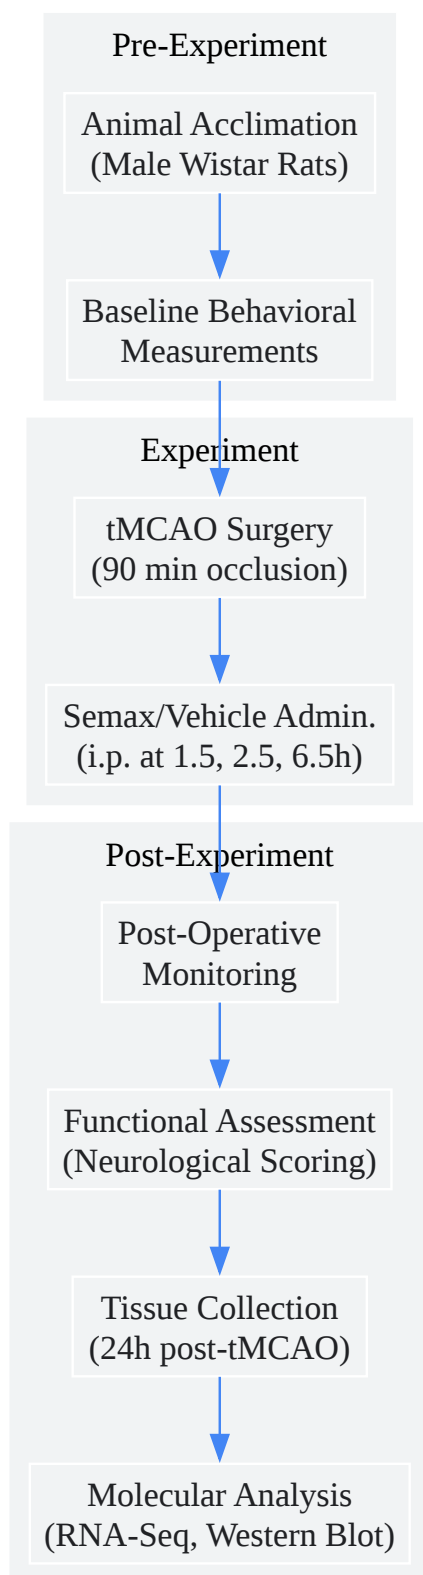 Pre-Experiment
Animal Acclimation
(Male Wistar Rats)
Baseline Behavioral
Measurements
Experiment
tMCAO Surgery
(90 min occlusion)
Semax/Vehicle Admin.
(i.p. at 1.5, 2.5, 6.5h)
Post-Experiment
Post-Operative
Monitoring
Functional Assessment
(Neurological Scoring)
Tissue Collection
(24h post-tMCAO)
Molecular Analysis
(RNA-Seq, Western Blot)